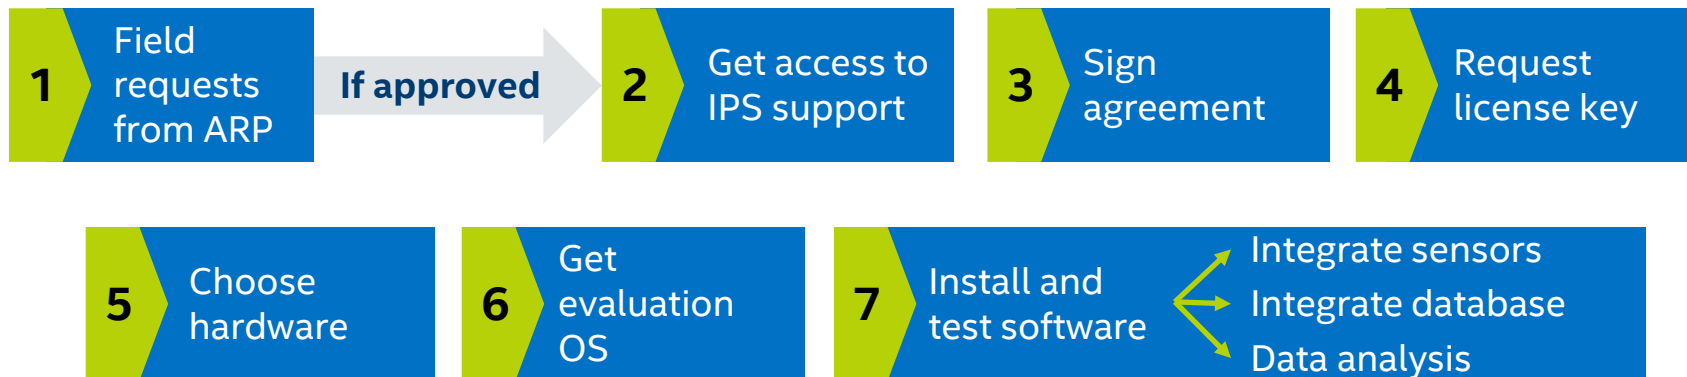 1
Field
requests
from ARP
If approved
2
Get access to
IPS support
3
Sign
agreement
4
Request
license key
5
Choose
hardware
6
Get
evaluation
OS
7
Install and
test software
Integrate sensors
Integrate database
Data analysis